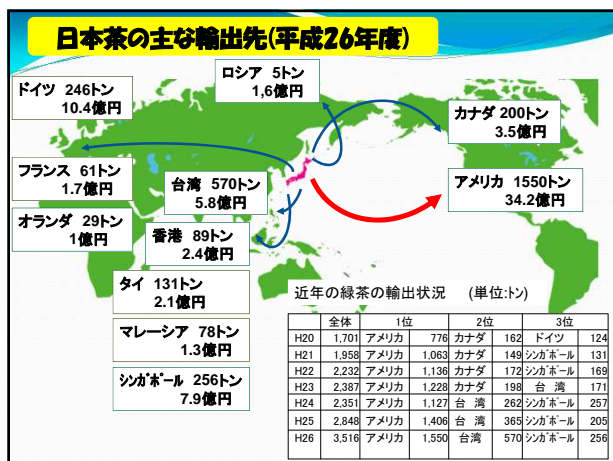 日本茶の主な輸出先(平成26年度)
ロシア 5トン
1,6億円
ドイツ 246トン
10.4億円
カナダ 200トン
3.5億円
フランス 61トン
1.7億円
台湾 570トン
5.8億円
アメリカ 1550トン
34.2億円
オランダ 29トン
1億円
香港 89トン
2.4億円
タイ 131トン
2.1億円
マレーシア 78トン
1.3億円
シンガポール 256トン
7.9億円
近年の緑茶の輸出状況 (単位:トン)
全体 1位 2位 3位
H20 1,701 アメリカ 776 カナダ 162 ドイツ 124
H21 1,958 アメリカ 1,063 カナダ 149 シンガポール 131
H22 2,232 アメリカ 1,136 カナダ 172 シンガポール 169
H23 2,387 アメリカ 1,228 カナダ 198 台 湾 171
H24 2,351 アメリカ 1,127 台 湾 262 シンガポール 257
H25 2,848 アメリカ 1,406 台 湾 365 シンガポール 205
H26 3,516 アメリカ 1,550 台湾 570 シンガポール 256